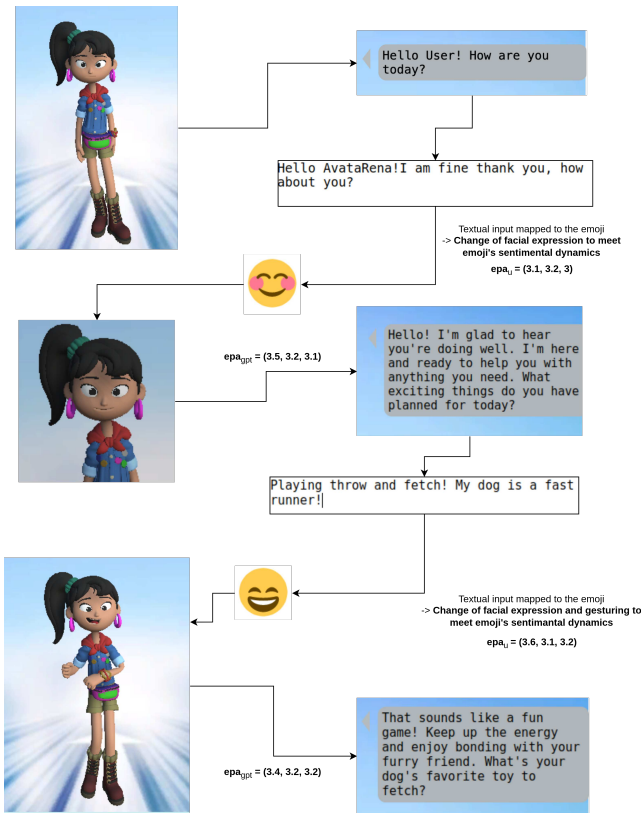 Hello User! How are you
today?
Hello AvataRena!I am fine thank you, how
about you?
Textual input mapped to the emoji
-> Change of facial expression to meet
emoji's sentimental dynamics
epau = (3.1, 3.2, 3)
epagpt = (3.5, 3.2, 3.1)
Hello! I'm glad to hear
you're doing well. I'm here
and ready to help you with
anything you need. What
exciting things do you have
planned for today?
Playing throw and fetch! My dog is a fast
runner!
Textual input mapped to the emoji
-> Change of facial expression and gesturing to
meet emoji's sentimantal dynamics
epau = (3.6, 3.1, 3.2)
epagpt = (3.4, 3.2, 3.2)
That sounds like a fun
game! Keep up the energy
and enjoy bonding with your
furry friend. What's your
dog's favorite toy to
fetch?